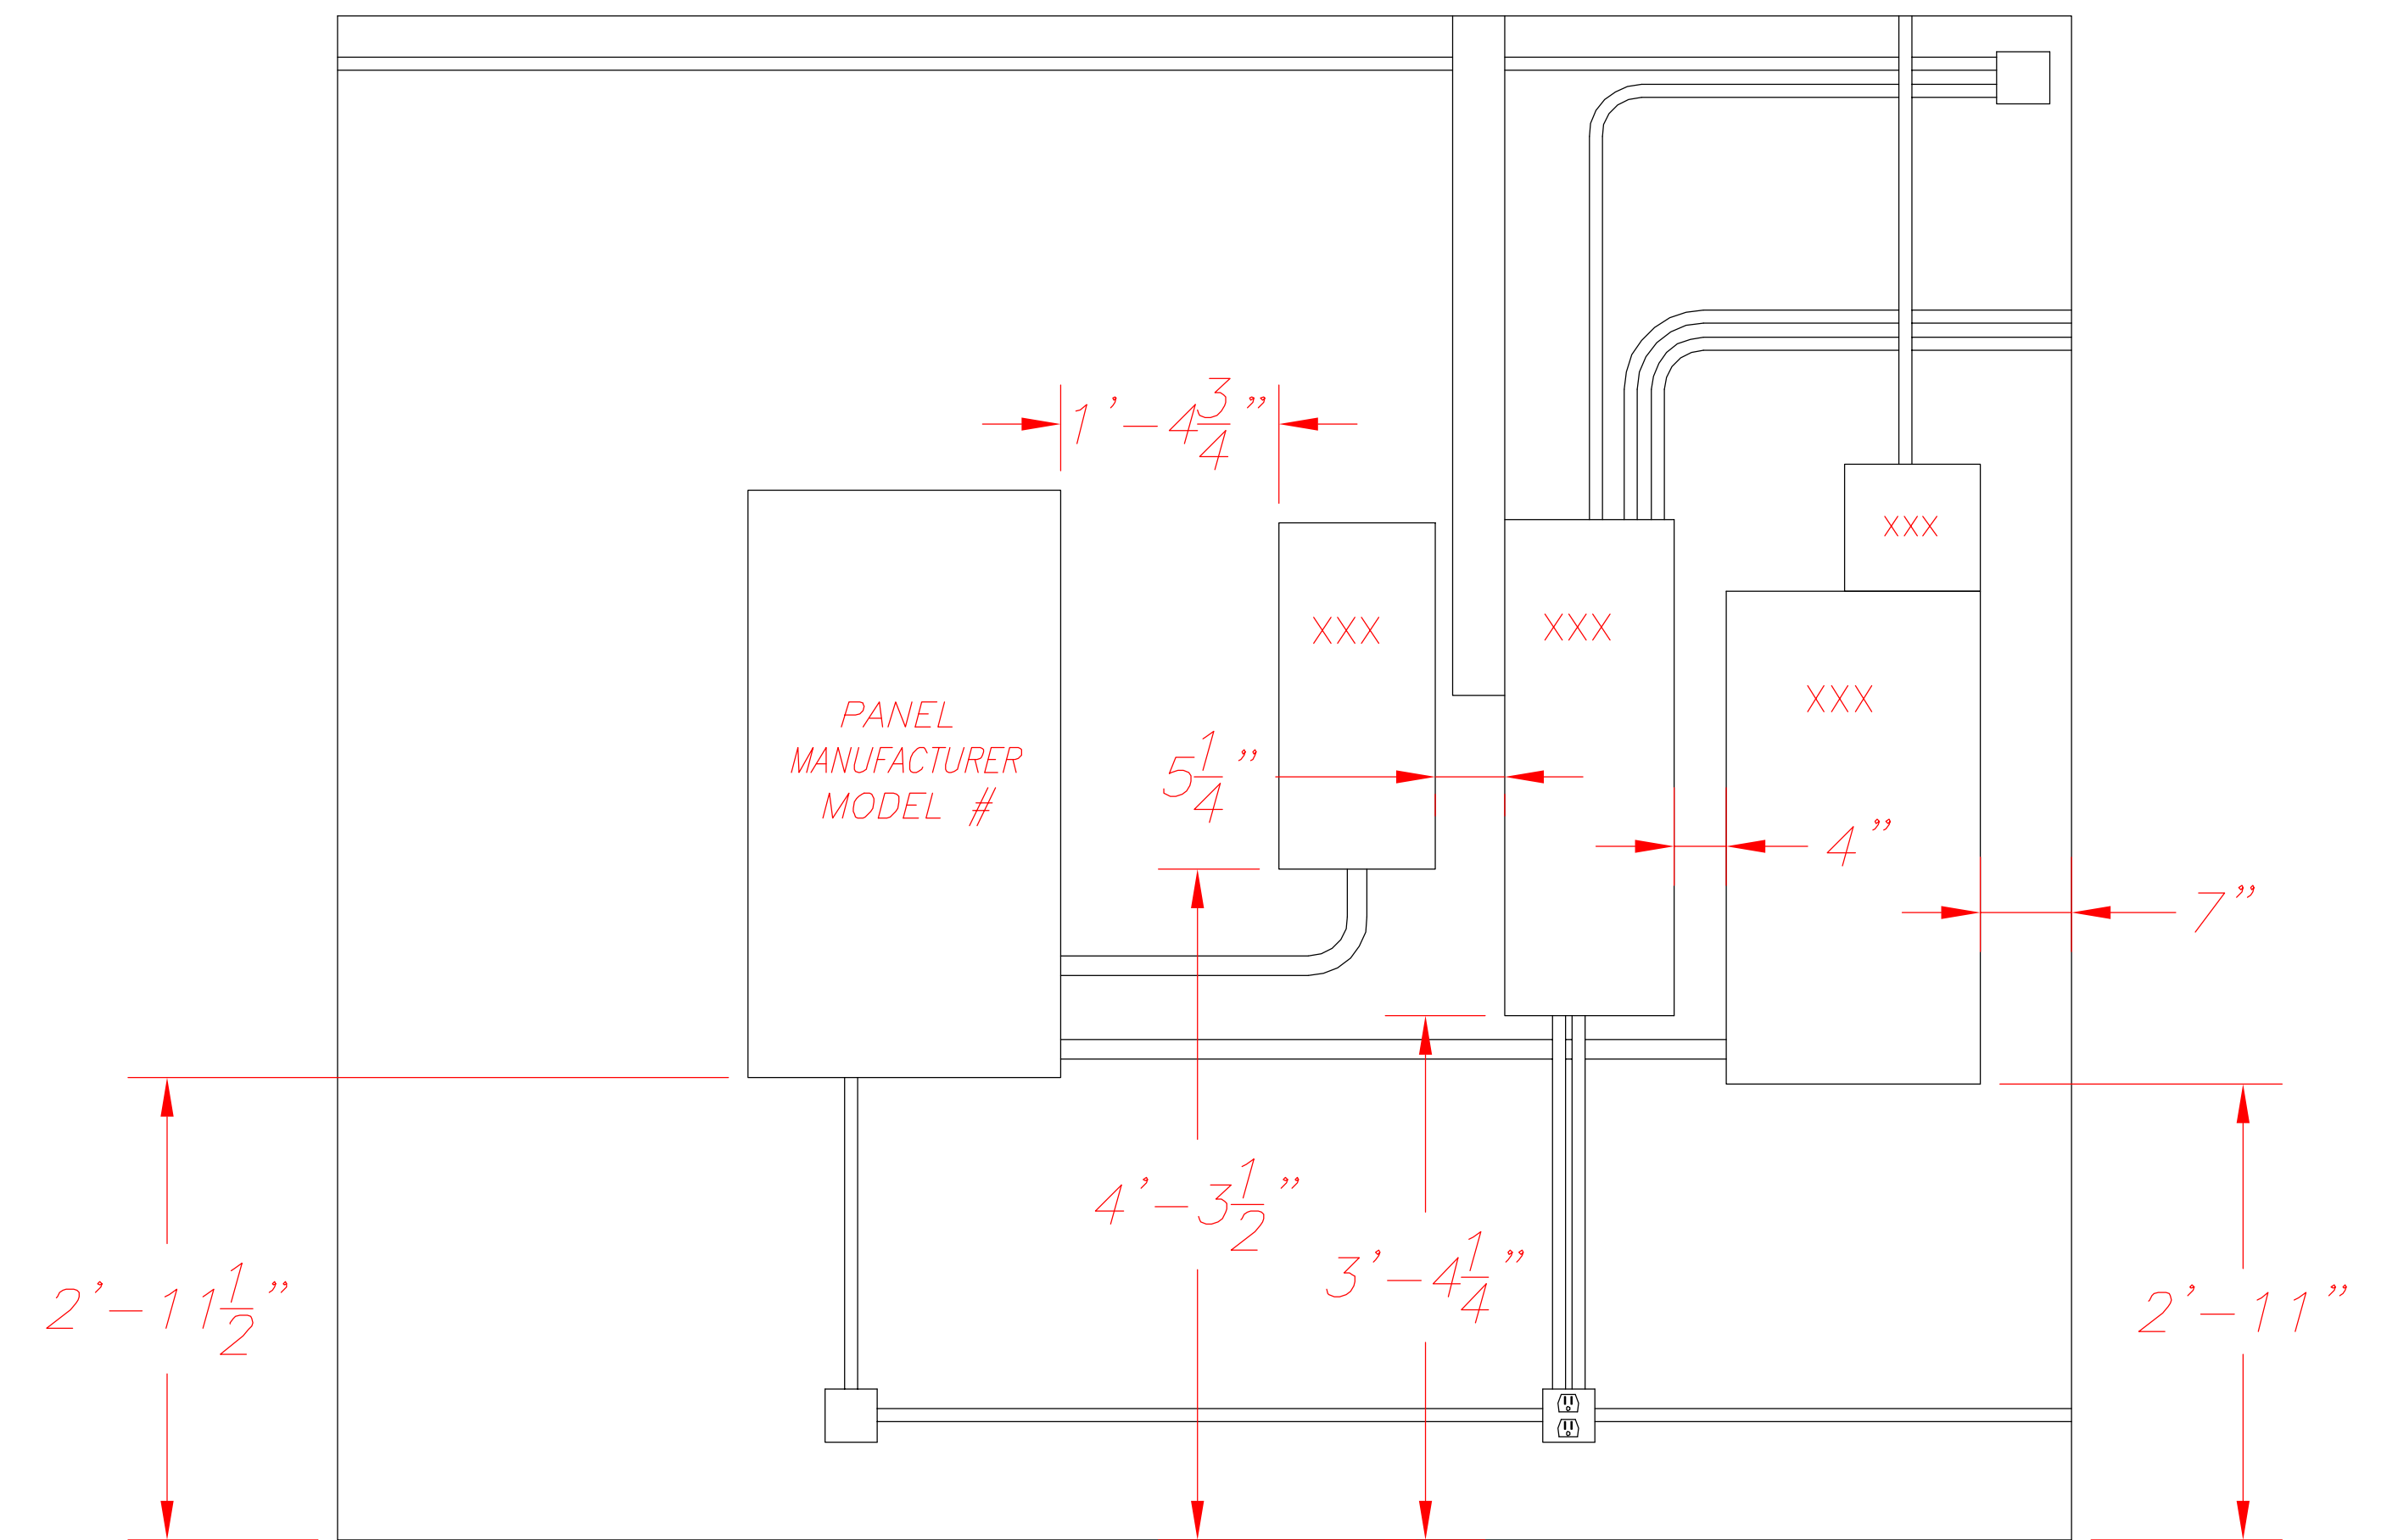 1'-4 3/4"
XXX
XXX
XXX
XXX
PANEL
MANUFACTURER
MODEL #
5 1/4"
4"
7"
4'-3 1/2"
3'-4 1/4"
2'-11 1/2"
2'-11"